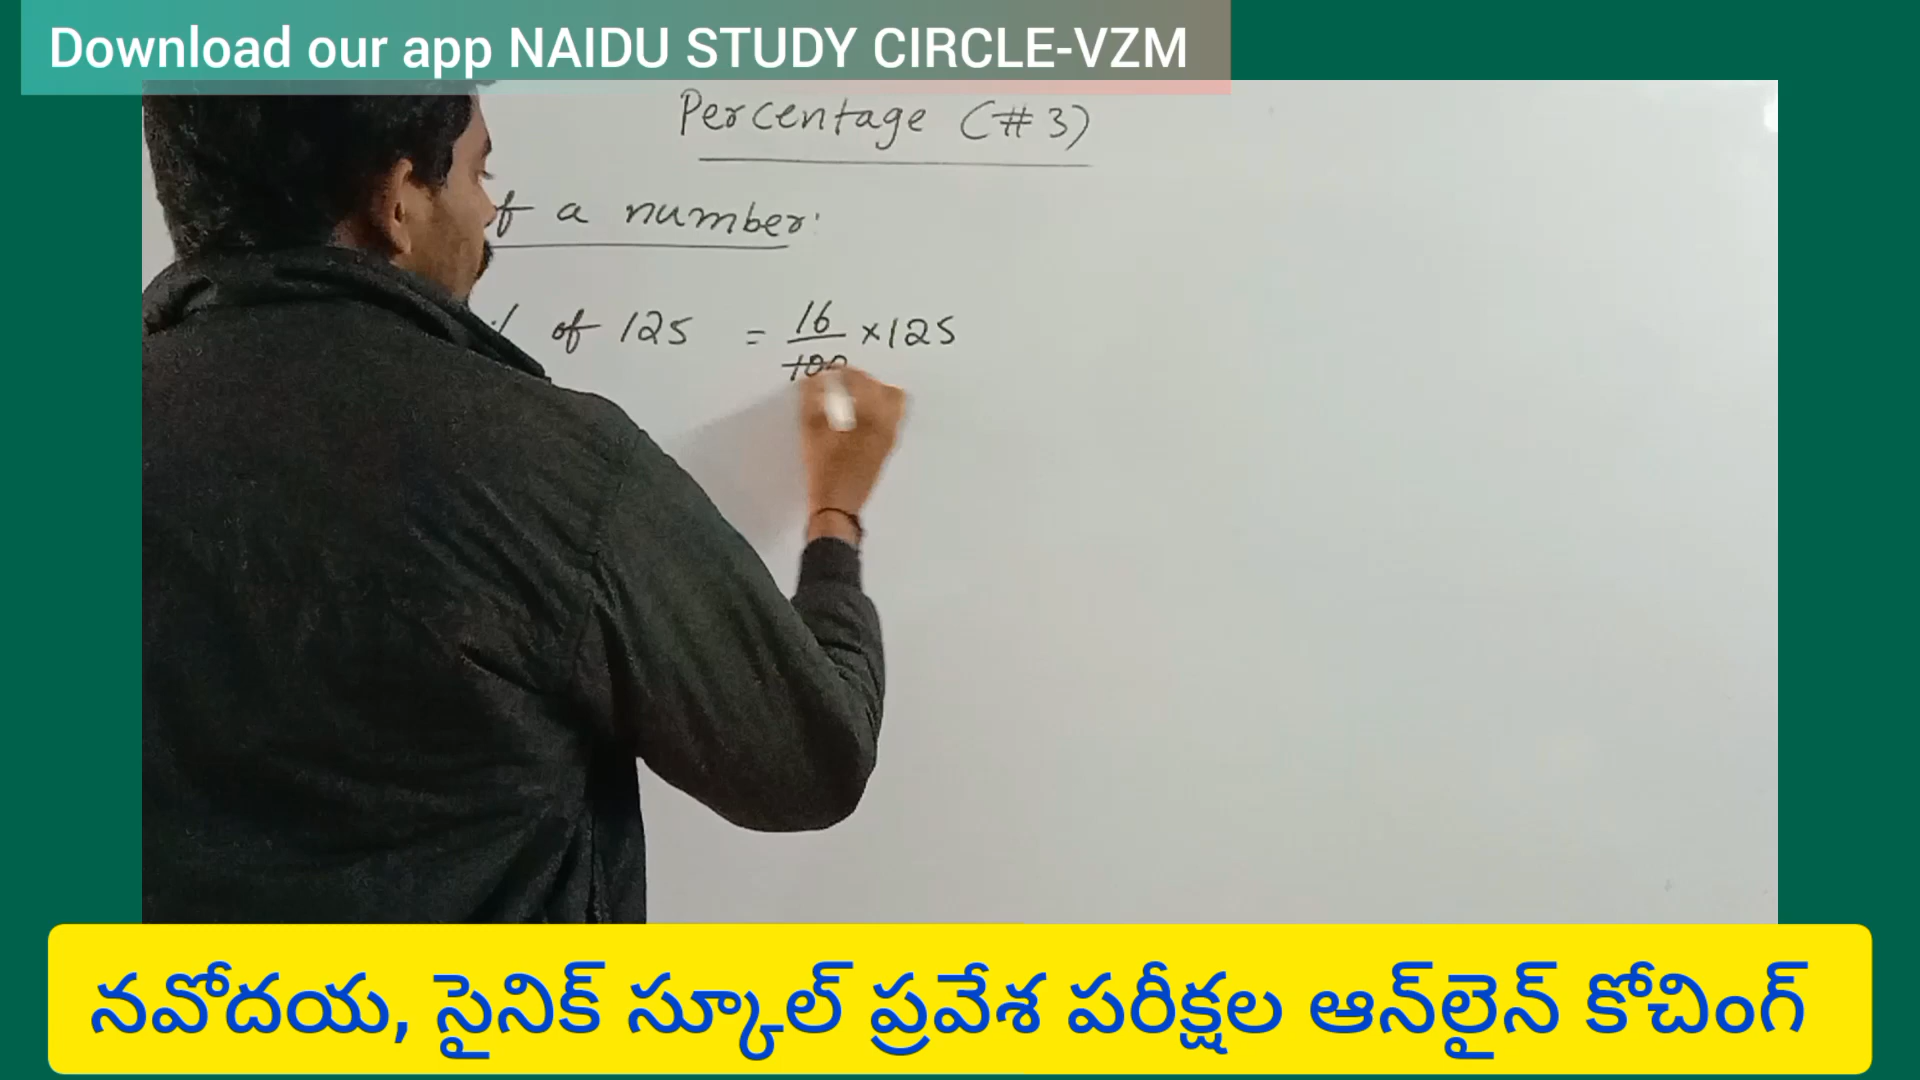 Download our app NAIDU STUDY CIRCLE-VZM
Percentage (#3)
of a number:
% of 125 = 16/100 ×125
నవోదయ, సైనిక్ స్కూల్ ప్రవేశ పరీక్షల ఆన్‌లైన్ కోచింగ్